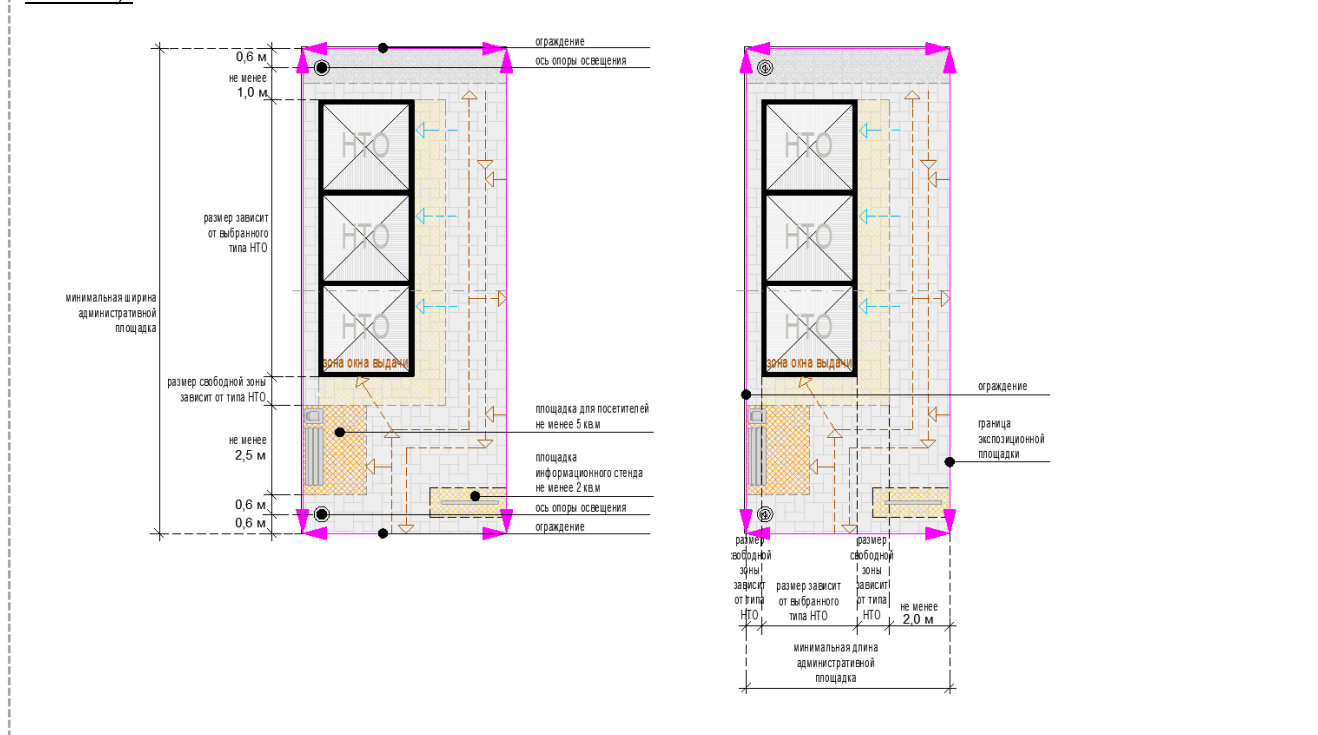 ограждение
0,6 м
ось опоры освещения
не менее
1,0 м
НТО
размер зависит
от выбранного
типа НТО
НТО
минимальная ширина
административной
площадка
НТО
зона окна выдачи
размер свободной зоны
зависит от типа НТО
площадка для посетителей
не менее 5 кв.м
не менее
2,5 м
площадка
информационного стенда
не менее 2 кв.м
0,6 м
ось опоры освещения
0,6 м
ограждение
НТО
НТО
НТО
зона окна выдачи
ограждение
граница
экспозиционной
площадки
размер
свободной
зоны
зависит
от типа
НТО
размер зависит
от выбранного
типа НТО
размер
свободной
зоны
зависит
от типа
НТО
не менее
2,0 м
минимальная длина
административной
площадка